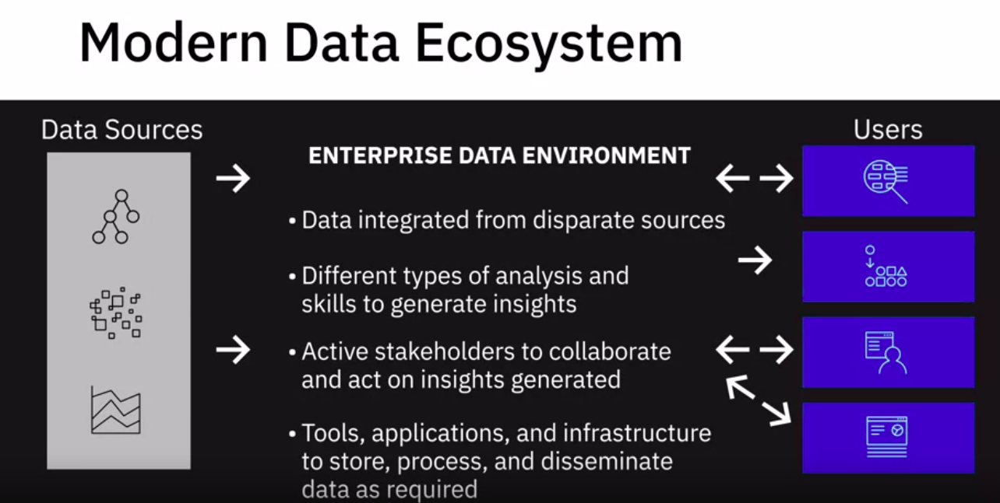 Modern Data Ecosystem
Data Sources
Users
ENTERPRISE DATA ENVIRONMENT
• Data integrated from disparate sources
• Different types of analysis and
skills to generate insights
• Active stakeholders to collaborate
and act on insights generated
• Tools, applications, and infrastructure
to store, process, and disseminate
data as required